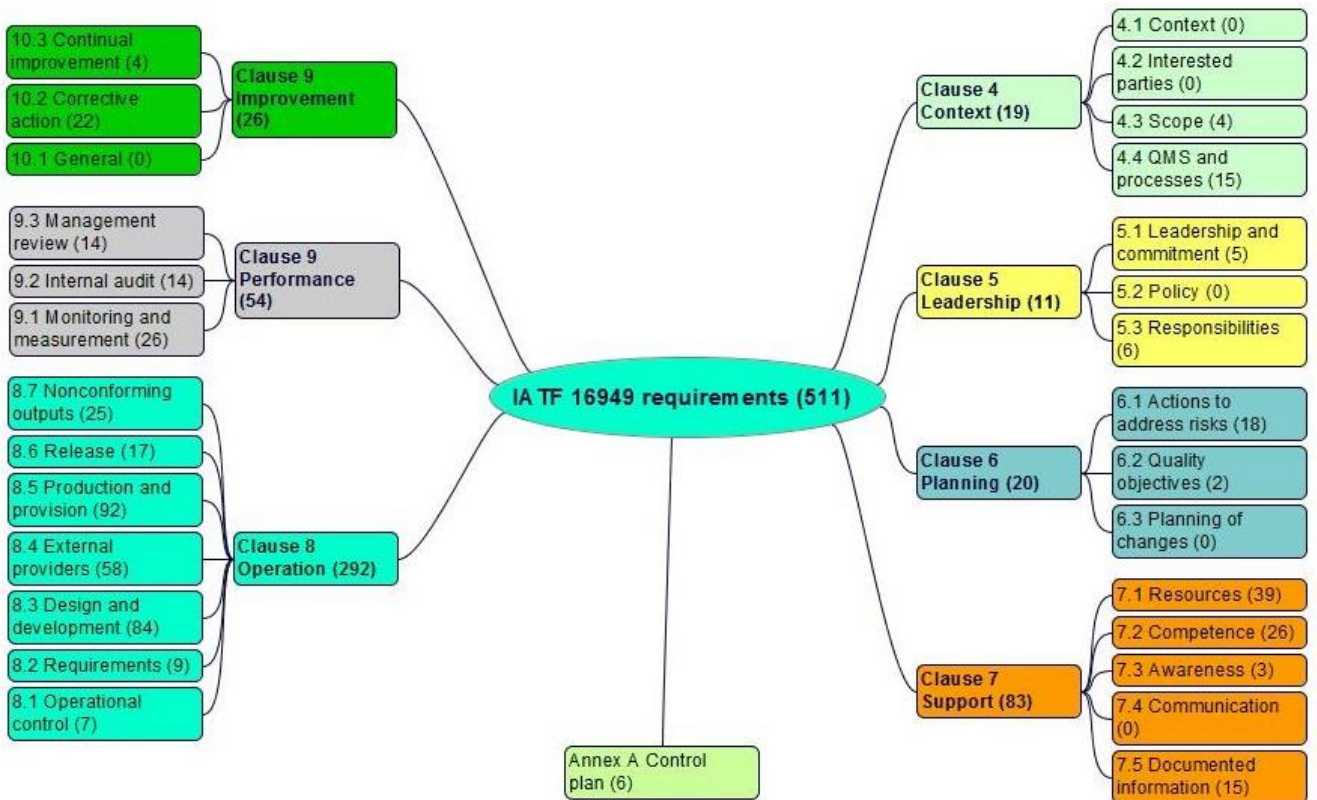 IATF 16949 requirements (511)
Clause 4
Context (19)
4.1 Context (0)
4.2 Interested
parties (0)
4.3 Scope (4)
4.4 QMS and
processes (15)
Clause 5
Leadership (11)
5.1 Leadership and
commitment (5)
5.2 Policy (0)
5.3 Responsibilities
(6)
Clause 6
Planning (20)
6.1 Actions to
address risks (18)
6.2 Quality
objectives (2)
6.3 Planning of
changes (0)
Clause 7
Support (83)
7.1 Resources (39)
7.2 Competence (26)
7.3 Awareness (3)
7.4 Communication
(0)
7.5 Documented
information (15)
Annex A Control
plan (6)
Clause 8
Operation (292)
8.7 Nonconforming
outputs (25)
8.6 Release (17)
8.5 Production and
provision (92)
8.4 External
providers (58)
8.3 Design and
development (84)
8.2 Requirements (9)
8.1 Operational
control (7)
Clause 9
Performance
(54)
9.3 Management
review (14)
9.2 Internal audit (14)
9.1 Monitoring and
measurement (26)
Clause 9
Improvement
(26)
10.3 Continual
improvement (4)
10.2 Corrective
action (22)
10.1 General (0)